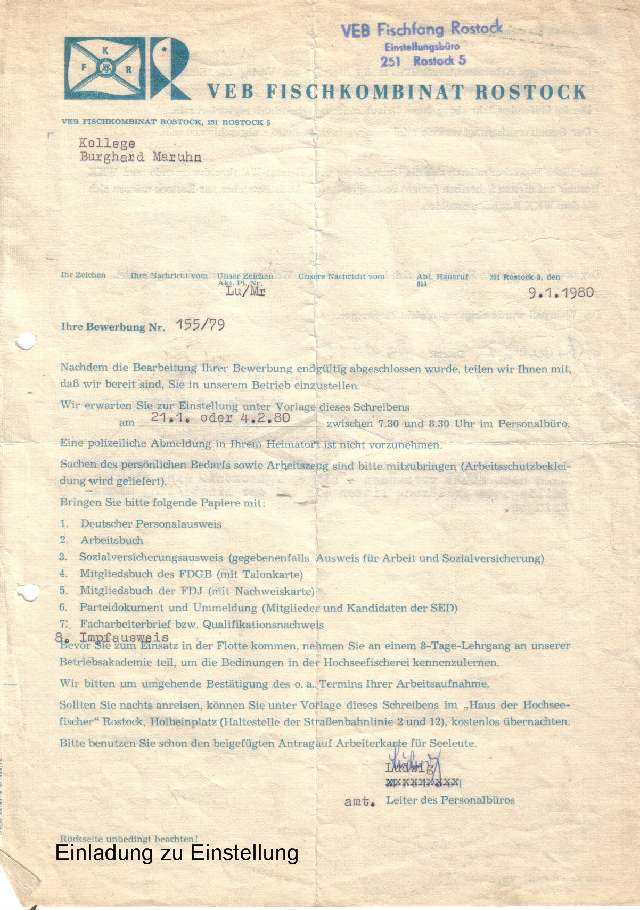 VEB Fischfang Rostock
Einstellungsbüro
251 Rostock 5
K
F R
VEB FISCHKOMBINAT ROSTOCK
VEB FISCHKOMBINAT ROSTOCK, 251 ROSTOCK 5
Kollege
Burghard Maruhn
Ihr Zeichen Ihre Nachricht vom Unser Zeichen Unsere Nachricht vom Abt. Hausruf 251 Rostock 5, den
Akt. Pl.-Nr.
Lu/Mr 9.1.1980
Ihre Bewerbung Nr. 155/79
Nachdem die Bearbeitung Ihrer Bewerbung endgültig abgeschlossen wurde, teilen wir Ihnen mit,
daß wir bereit sind, Sie in unserem Betrieb einzustellen.
Wir erwarten Sie zur Einstellung unter Vorlage dieses Schreibens
am 21.1. oder 4.2.80 zwischen 7.30 und 8.30 Uhr im Personalbüro.
Eine polizeiliche Abmeldung in Ihrem Heimatort ist nicht vorzunehmen.
Sachen des persönlichen Bedarfs sowie Arbeitszeug sind bitte mitzubringen (Arbeitsschutzbeklei-
dung wird geliefert).
Bringen Sie bitte folgende Papiere mit:
1. Deutscher Personalausweis
2. Arbeitsbuch
3. Sozialversicherungsausweis (gegebenenfalls Ausweis für Arbeit und Sozialversicherung)
4. Mitgliedsbuch des FDGB (mit Talonkarte)
5. Mitgliedsbuch der FDJ (mit Nachweiskarte)
6. Parteidokument und Ummeldung (Mitglieder und Kandidaten der SED)
7. Facharbeiterbrief bzw. Qualifikationsnachweis
8. Impfausweis
Bevor Sie zum Einsatz in der Flotte kommen, nehmen Sie an einem 8-Tage-Lehrgang an unserer
Betriebsakademie teil, um die Bedinungen in der Hochseefischerei kennenzulernen.
Wir bitten um umgehende Bestätigung des o. a. Termins Ihrer Arbeitsaufnahme.
Sollten Sie nachts anreisen, können Sie unter Vorlage dieses Schreibens im „Haus der Hochsee-
fischer" Rostock, Holbeinplatz (Haltestelle der Straßenbahnlinie 2 und 12), kostenlos übernachten.
Bitte benutzen Sie schon den beigefügten Antrag auf Arbeiterkarte für Seeleute.
Ludwig
amt. Leiter des Personalbüros
Rückseite unbedingt beachten!
Einladung zu Einstellung